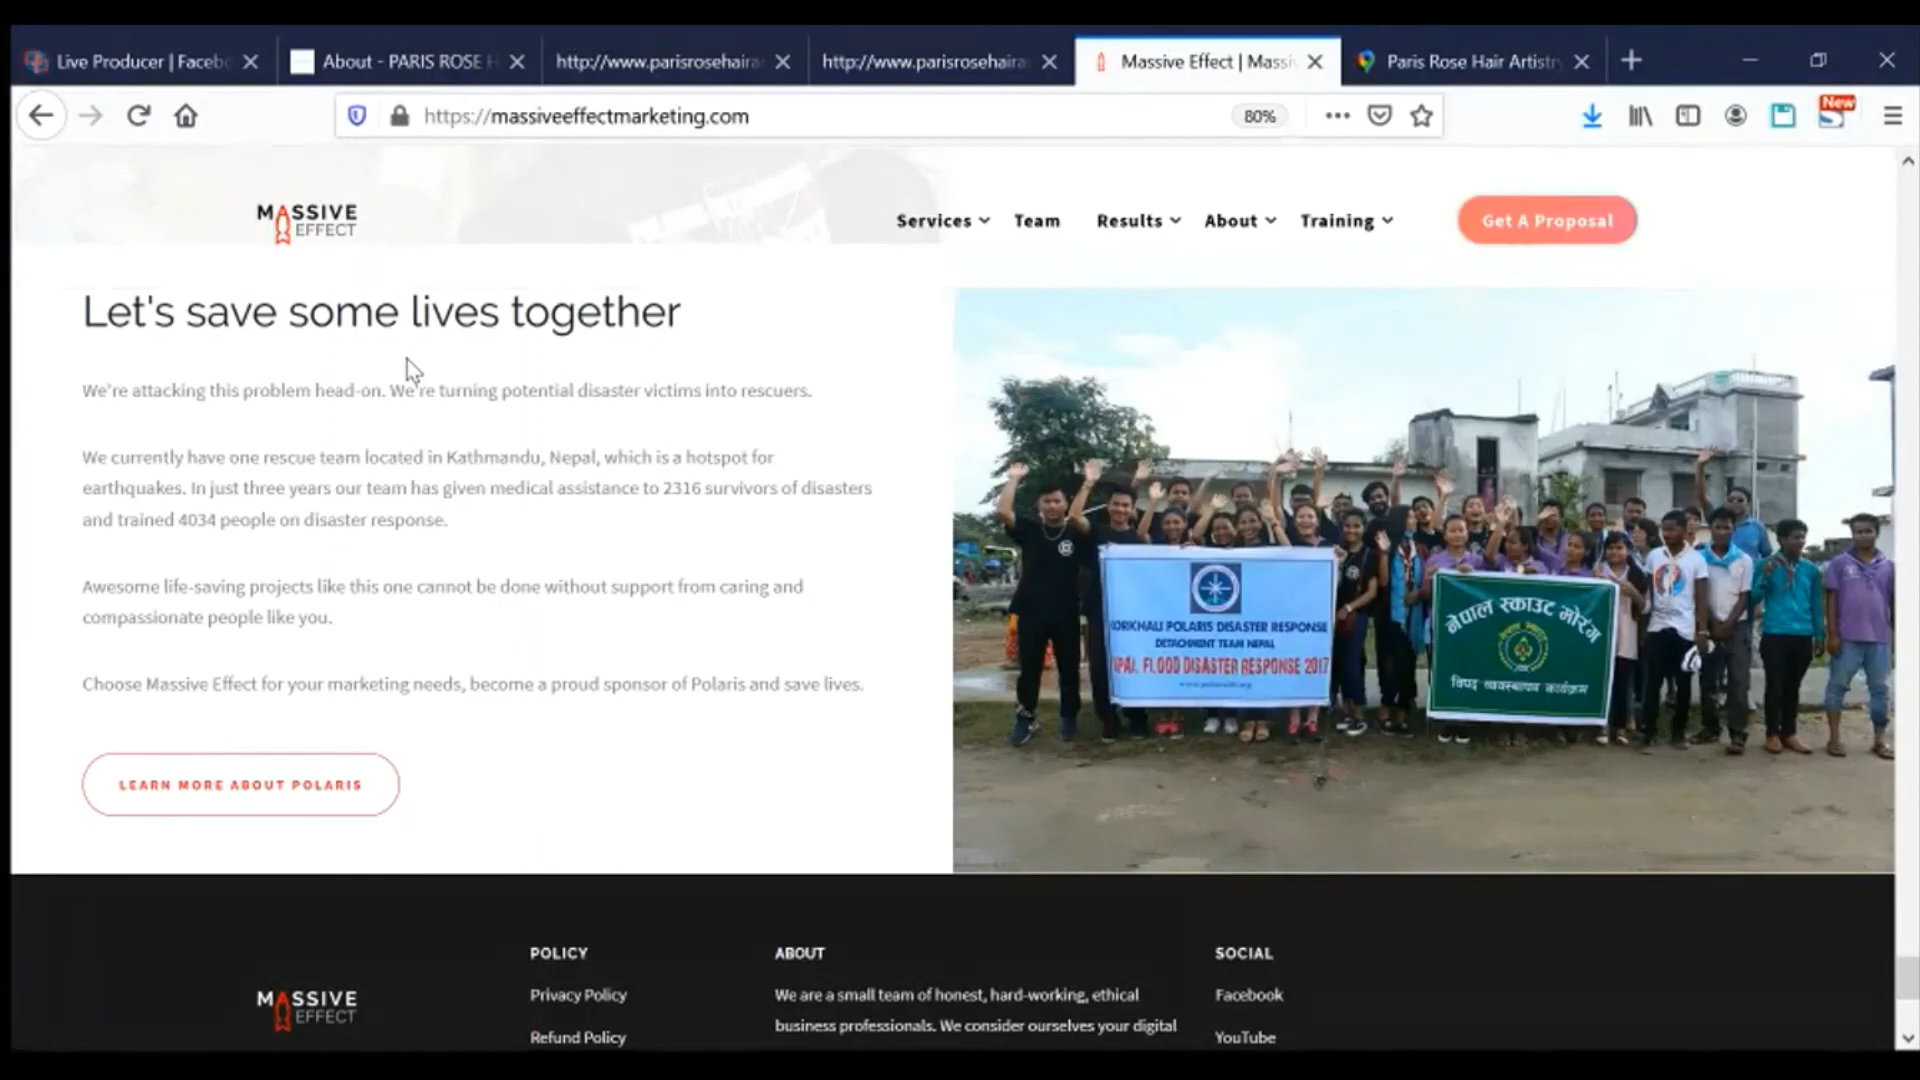 Live Producer | Faceb
About - PARIS ROSE H
http://www.parisrosehaira
http://www.parisrosehaira
Massive Effect | Massi
Paris Rose Hair Artistr
https://massiveeffectmarketing.com
80%
New
MASSIVE
EFFECT
Services
Team
Results
About
Training
Get A Proposal
Let's save some lives together
We're attacking this problem head-on. We're turning potential disaster victims into rescuers.
We currently have one rescue team located in Kathmandu, Nepal, which is a hotspot for
earthquakes. In just three years our team has given medical assistance to 2316 survivors of disasters
and trained 4034 people on disaster response.
Awesome life-saving projects like this one cannot be done without support from caring and
compassionate people like you.
Choose Massive Effect for your marketing needs, become a proud sponsor of Polaris and save lives.
LEARN MORE ABOUT POLARIS
GORKHALI POLARIS DISASTER RESPONSE
DETACHMENT TEAM NEPAL
NEPAL FLOOD DISASTER RESPONSE 2017
नेपाल स्काउट मोरंग
विपद् व्यवस्थापन कार्यक्रम
MASSIVE
EFFECT
POLICY
Privacy Policy
Refund Policy
ABOUT
We are a small team of honest, hard-working, ethical
business professionals. We consider ourselves your digital
SOCIAL
Facebook
YouTube